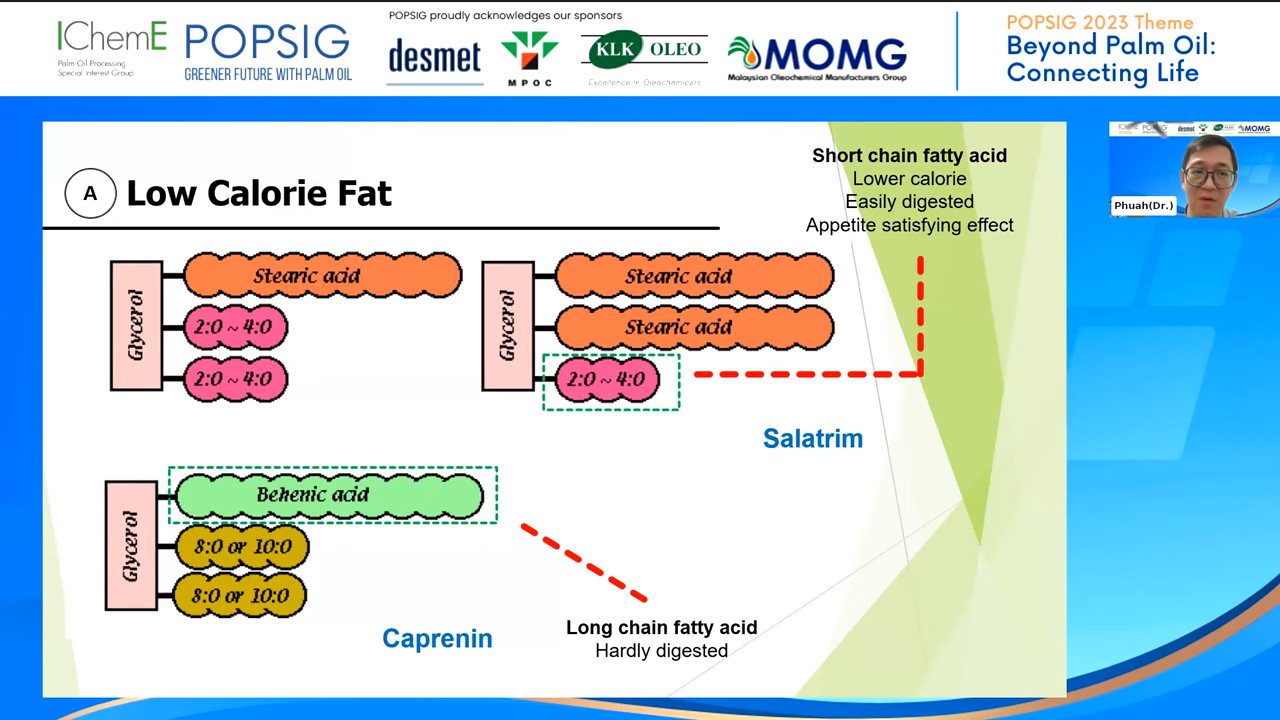 IChemE
Palm Oil Processing
Special Interest Group
POPSIG
GREENER FUTURE WITH PALM OIL
POPSIG proudly acknowledges our sponsors
desmet
MPOC
KLK OLEO
Excellence in Oleochemicals
MOMG
Malaysian Oleochemical Manufacturers Group
POPSIG 2023 Theme
Beyond Palm Oil:
Connecting Life
A Low Calorie Fat
Short chain fatty acid
Lower calorie
Easily digested
Appetite satisfying effect
Glycerol
Stearic acid
2:0 ~ 4:0
2:0 ~ 4:0
Glycerol
Stearic acid
Stearic acid
2:0 ~ 4:0
Salatrim
Glycerol
Behenic acid
8:0 or 10:0
8:0 or 10:0
Caprenin
Long chain fatty acid
Hardly digested
desmet
MOMG
Phuah(Dr.)